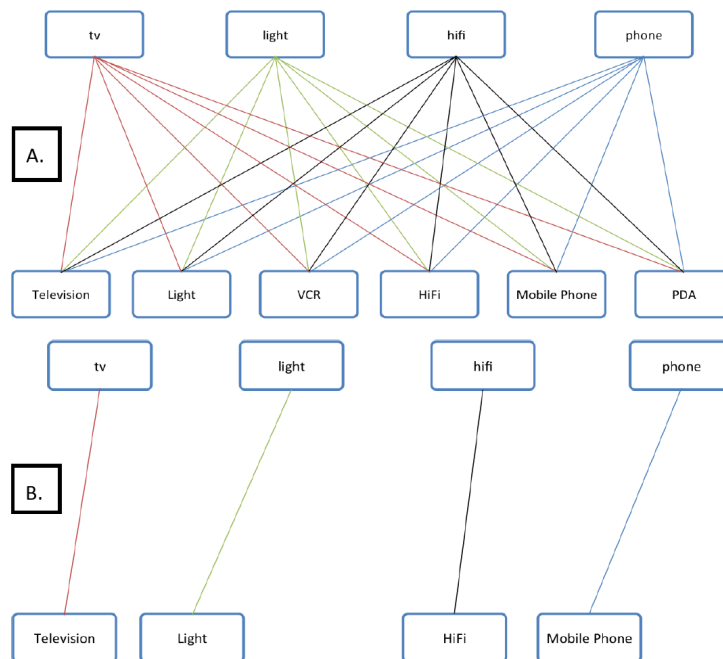 tv light hifi phone
A.
Television Light VCR HiFi Mobile Phone PDA
tv light hifi phone
B.
Television Light HiFi Mobile Phone